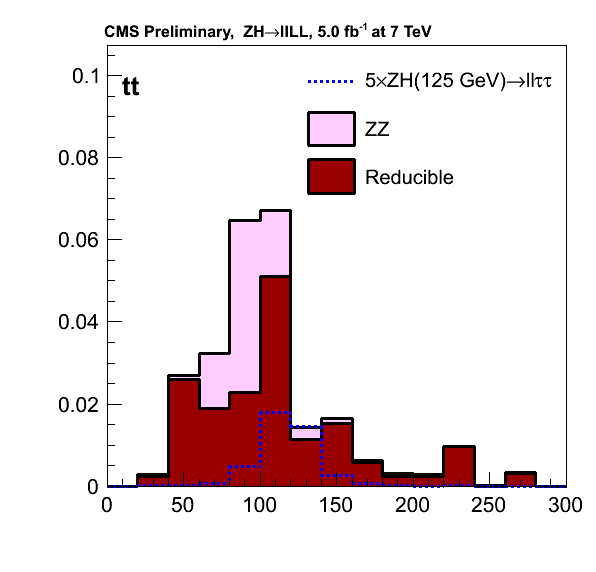 CMS Preliminary, ZH→llLL, 5.0 fb⁻¹ at 7 TeV
0.1
tt
5×ZH(125 GeV)→llττ
ZZ
0.08
Reducible
0.06
0.04
0.02
0
0 50 100 150 200 250 300